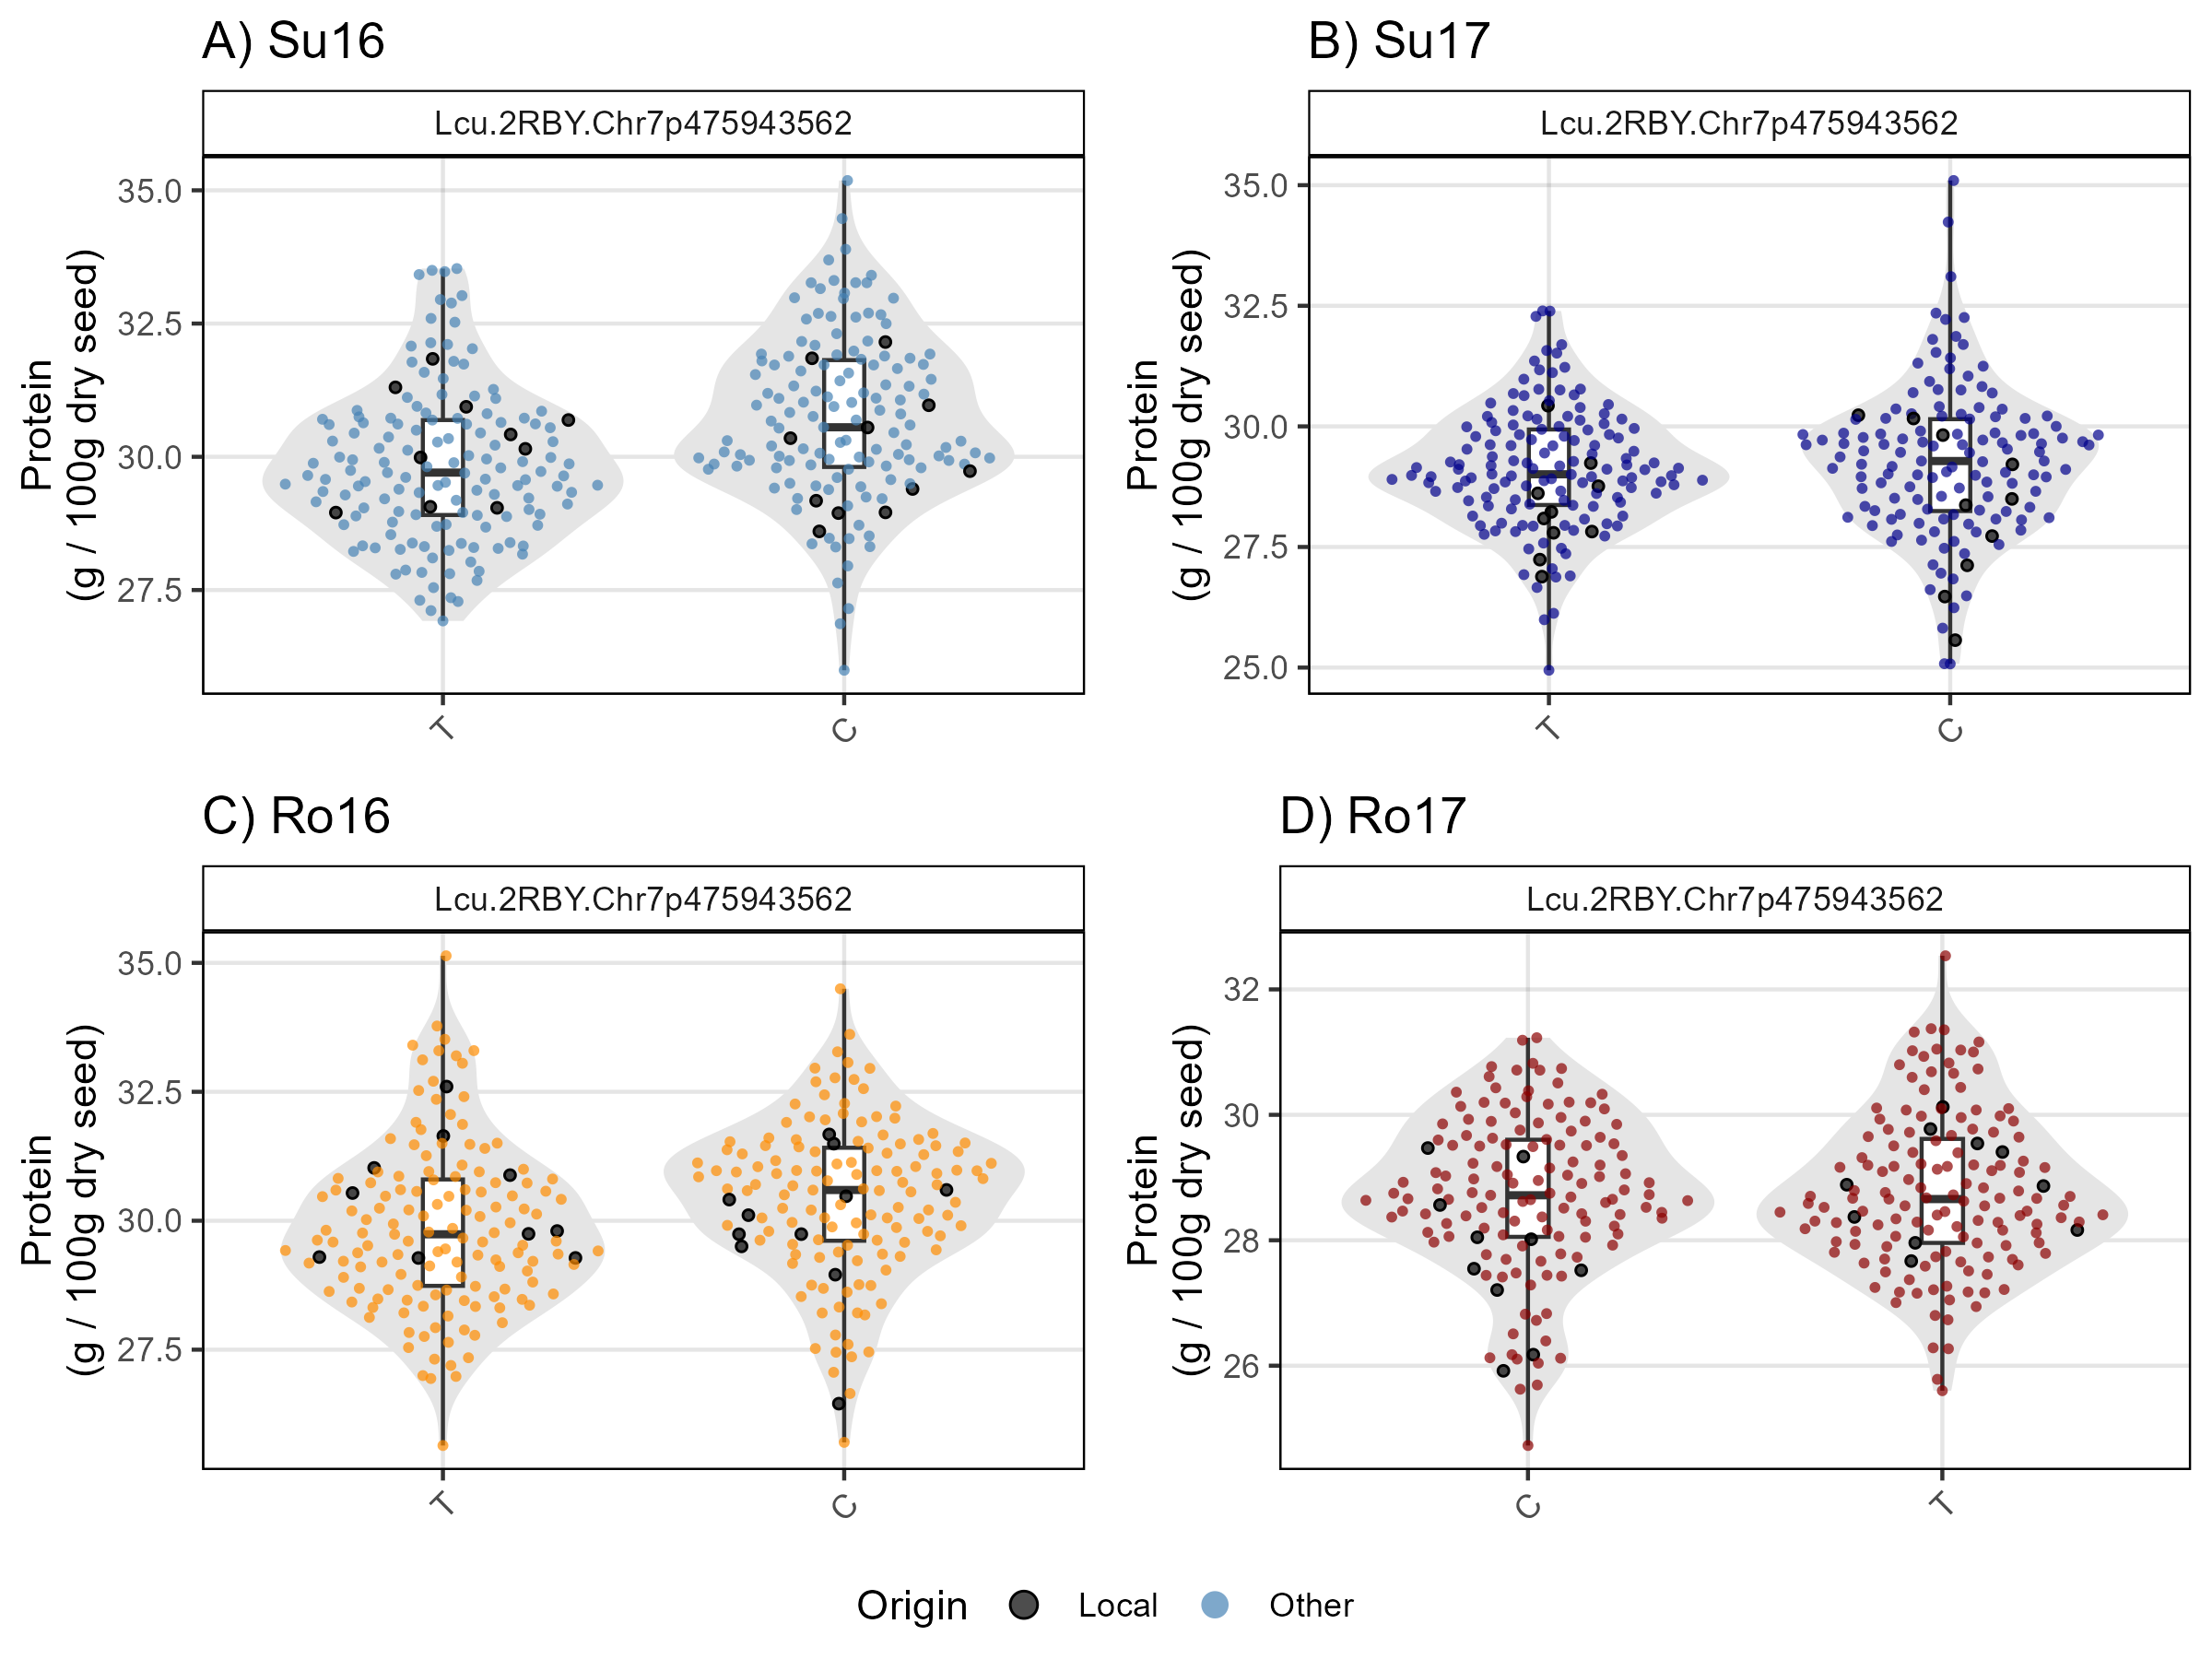 A) Su16
Lcu.2RBY.Chr7p475943562
Protein
(g / 100g dry seed)
35.0
32.5
30.0
27.5
T
C
B) Su17
Lcu.2RBY.Chr7p475943562
Protein
(g / 100g dry seed)
35.0
32.5
30.0
27.5
25.0
T
C
C) Ro16
Lcu.2RBY.Chr7p475943562
Protein
(g / 100g dry seed)
35.0
32.5
30.0
27.5
T
C
D) Ro17
Lcu.2RBY.Chr7p475943562
Protein
(g / 100g dry seed)
32
30
28
26
C
T
Origin Local Other